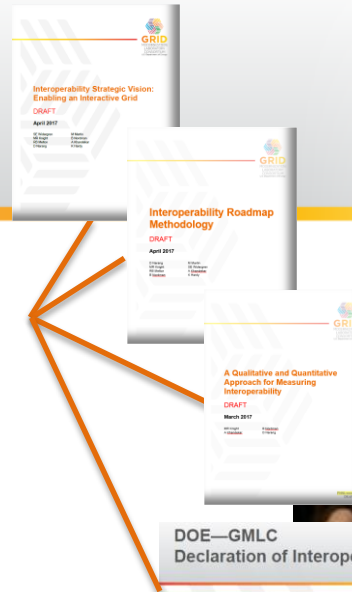 GRID
Interoperability Strategic Vision:
Enabling an Interactive Grid
DRAFT
April 2017
GRID
Interoperability Roadmap
Methodology
DRAFT
April 2017
GRI
A Qualitative and Quantitative
Approach for Measuring
Interoperability
DRAFT
March 2017
DOE—GMLC
Declaration of Interope